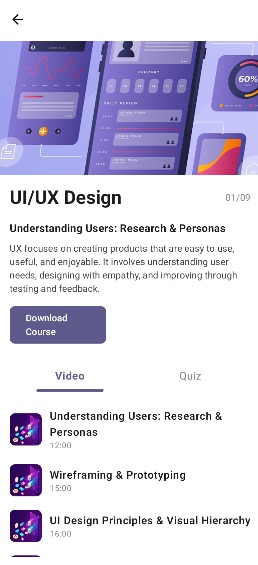 SUMMARY
DAILY REVIEW
60%
UI/UX Design
01/09
Understanding Users: Research & Personas
UX focuses on creating products that are easy to use,
useful, and enjoyable. It involves understanding user
needs, designing with empathy, and improving through
testing and feedback.
Download
Course
Video
Quiz
Understanding Users: Research &
Personas
12:00
Wireframing & Prototyping
15:00
UI Design Principles & Visual Hierarchy
16:00